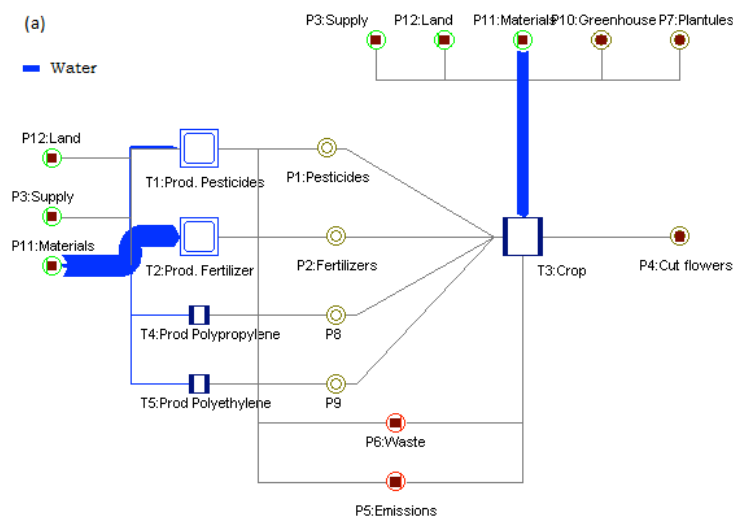 (a)
Water
P3:Supply
P12:Land
P11:Materials
P10:Greenhouse
P7:Plantules
P12:Land
P3:Supply
P11:Materials
T1:Prod. Pesticides
P1:Pesticides
T2:Prod. Fertilizer
P2:Fertilizers
T3:Crop
P4:Cut flowers
T4:Prod Polypropylene
P8
T5:Prod Polyethylene
P9
P6:Waste
P5:Emissions